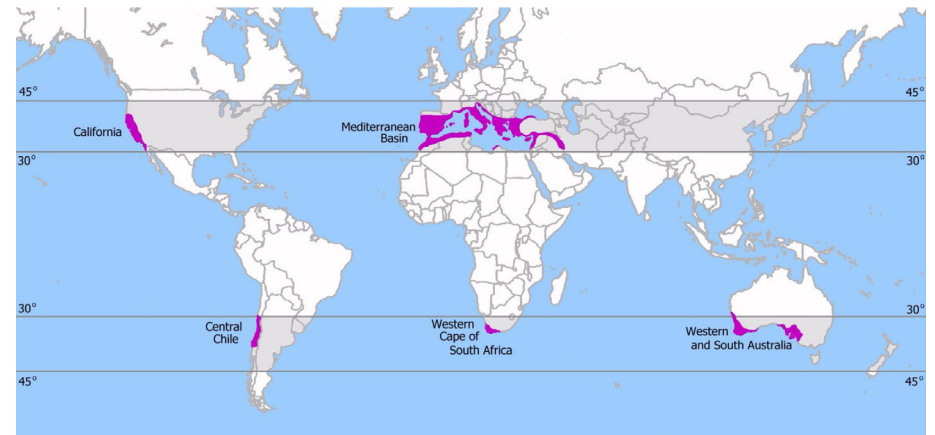 45°
45°
California
Mediterranean
Basin
30°
30°
30°
30°
Central
Chile
Western
Cape of
South Africa
Western
and South Australia
45°
45°